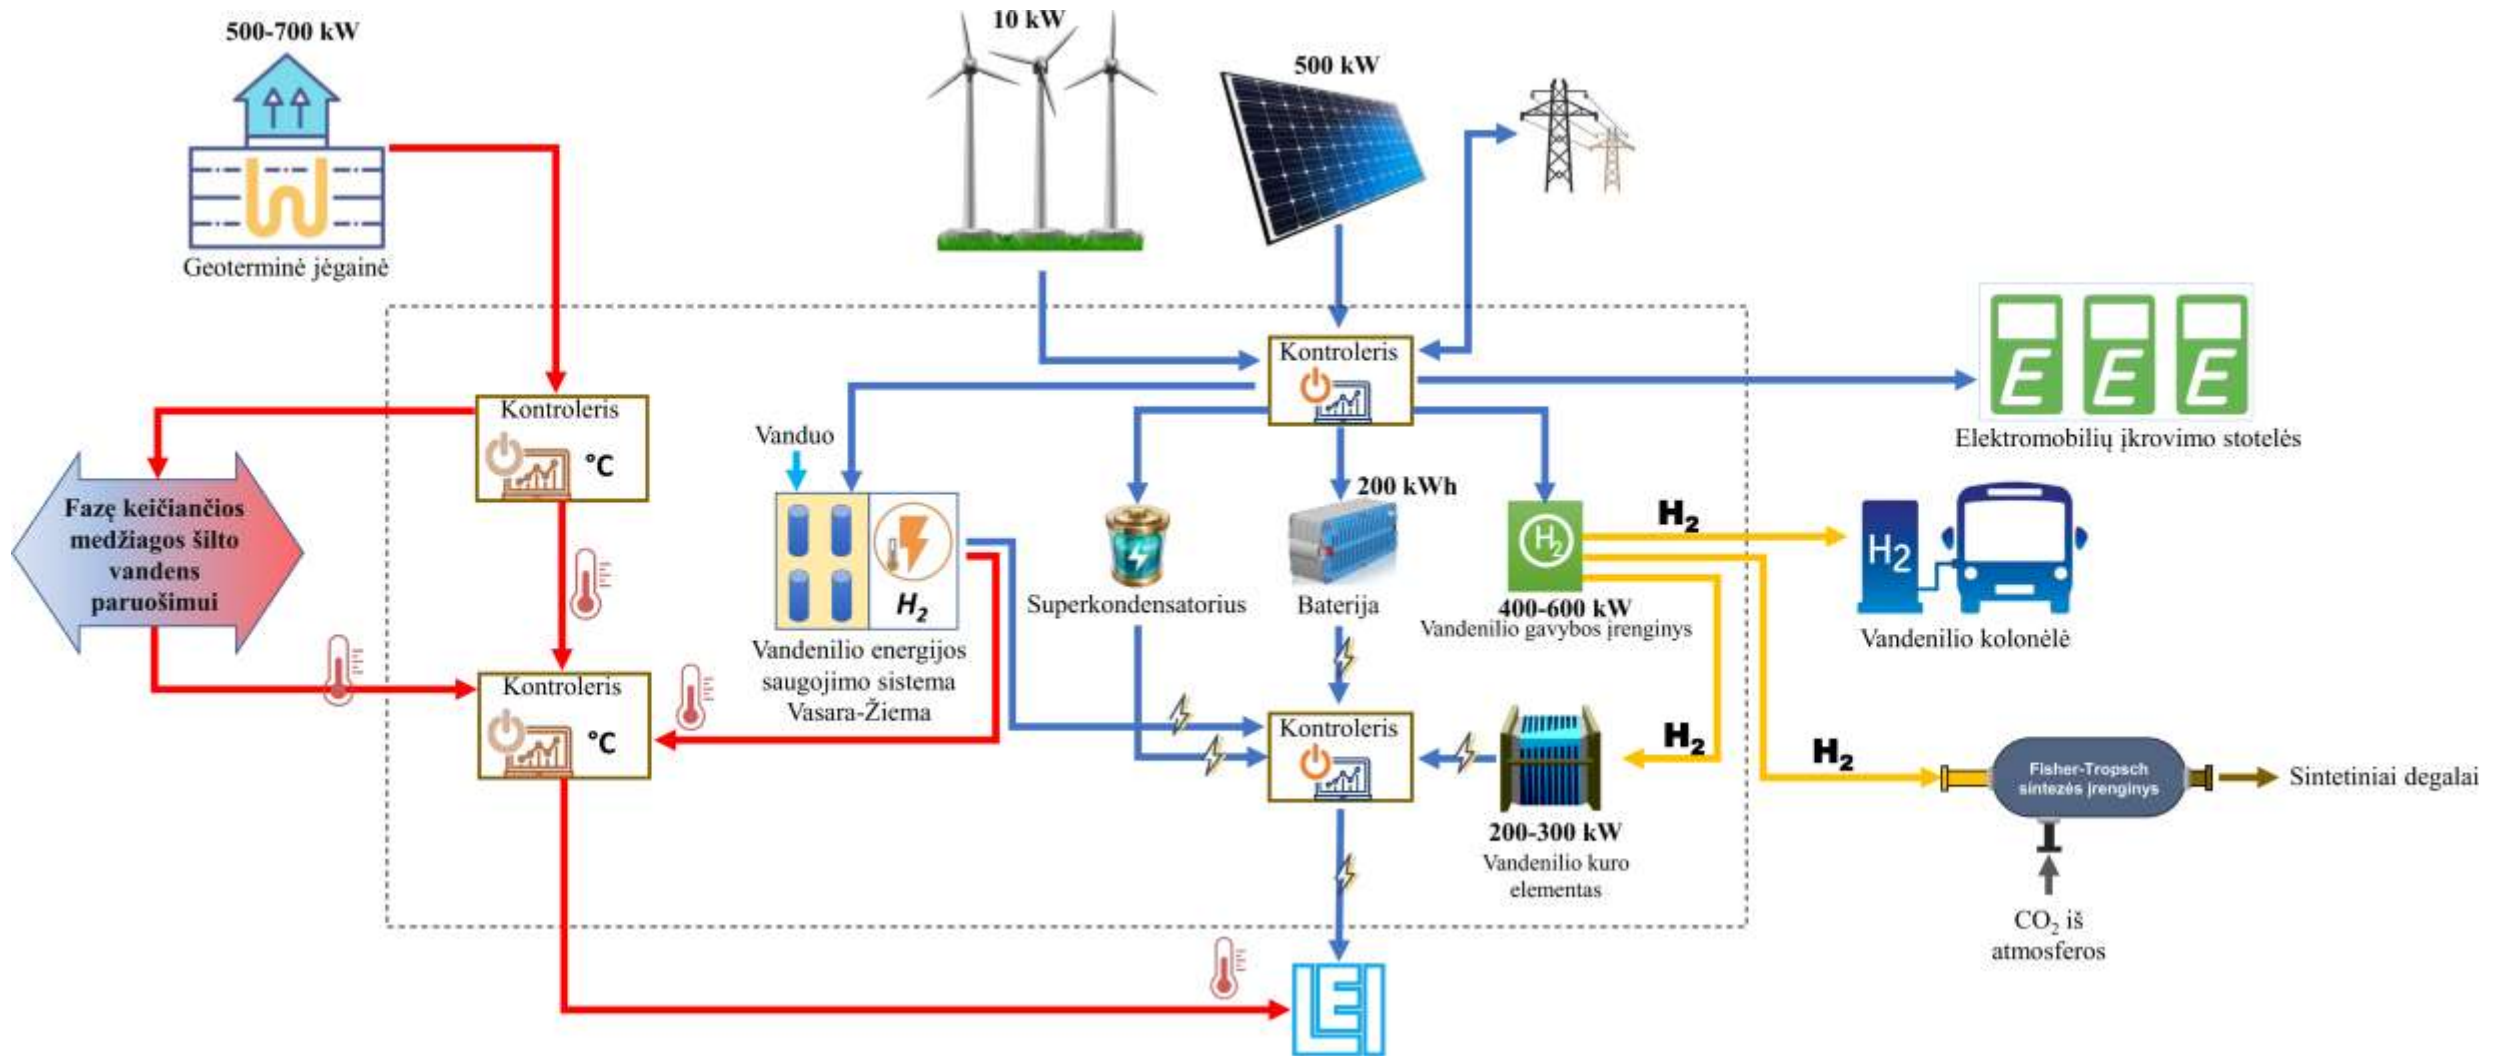 500-700 kW
10 kW
500 kW
Geoterminė jėgainė
Kontroleris
Elektromobilių įkrovimo stotelės
Kontroleris
°C
Vanduo
Fazę keičiančios
medžiagos šilto
vandens
paruošimui
200 kWh
H2
H2
H2
H2
Superkondensatorius
Baterija
400-600 kW
Vandenilio gavybos įrenginys
Vandenilio kolonėlė
Vandenilio energijos
saugojimo sistema
Vasara-Žiema
Kontroleris
°C
Kontroleris
H2
H2
Fisher-Tropsch
sintezės įrenginys
Sintetiniai degalai
200-300 kW
Vandenilio kuro
elementas
CO2 iš
atmosferos
LEI
E E E